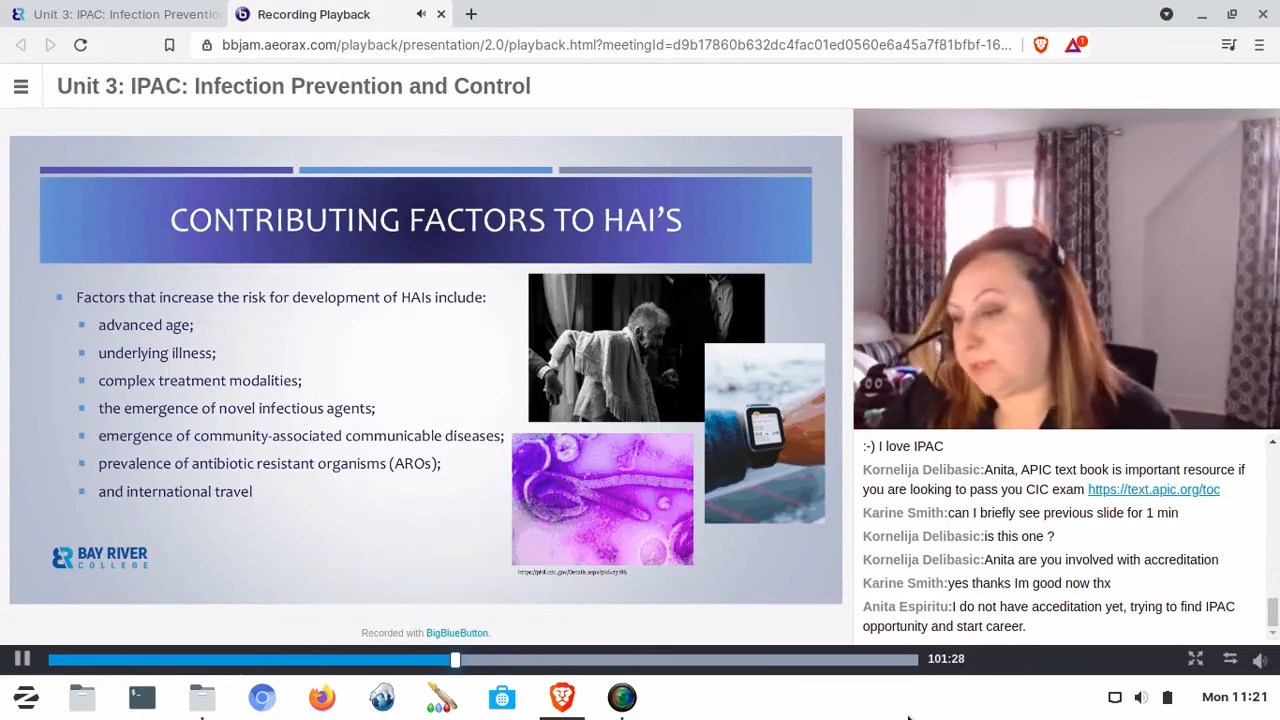 Unit 3: IPAC: Infection Preventio
Recording Playback
bbjam.aeorax.com/playback/presentation/2.0/playback.html?meetingId=d9b17860b632dc4fac01ed0560e6a45a7f81bfbf-16...
1
Unit 3: IPAC: Infection Prevention and Control
CONTRIBUTING FACTORS TO HAI'S
Factors that increase the risk for development of HAIs include:
advanced age;
underlying illness;
complex treatment modalities;
the emergence of novel infectious agents;
emergence of community-associated communicable diseases;
prevalence of antibiotic resistant organisms (AROs);
and international travel
BAY RIVER
COLLEGE
Recorded with BigBlueButton.
:-) I love IPAC
Kornelija Delibasic:Anita, APIC text book is important resource if
you are looking to pass you CIC exam https://text.apic.org/toc
Karine Smith:can I briefly see previous slide for 1 min
Kornelija Delibasic:is this one ?
Kornelija Delibasic:Anita are you involved with accreditation
Karine Smith:yes thanks Im good now thx
Anita Espiritu:I do not have acceditation yet, trying to find IPAC
opportunity and start career.
101:28
Mon 11:21